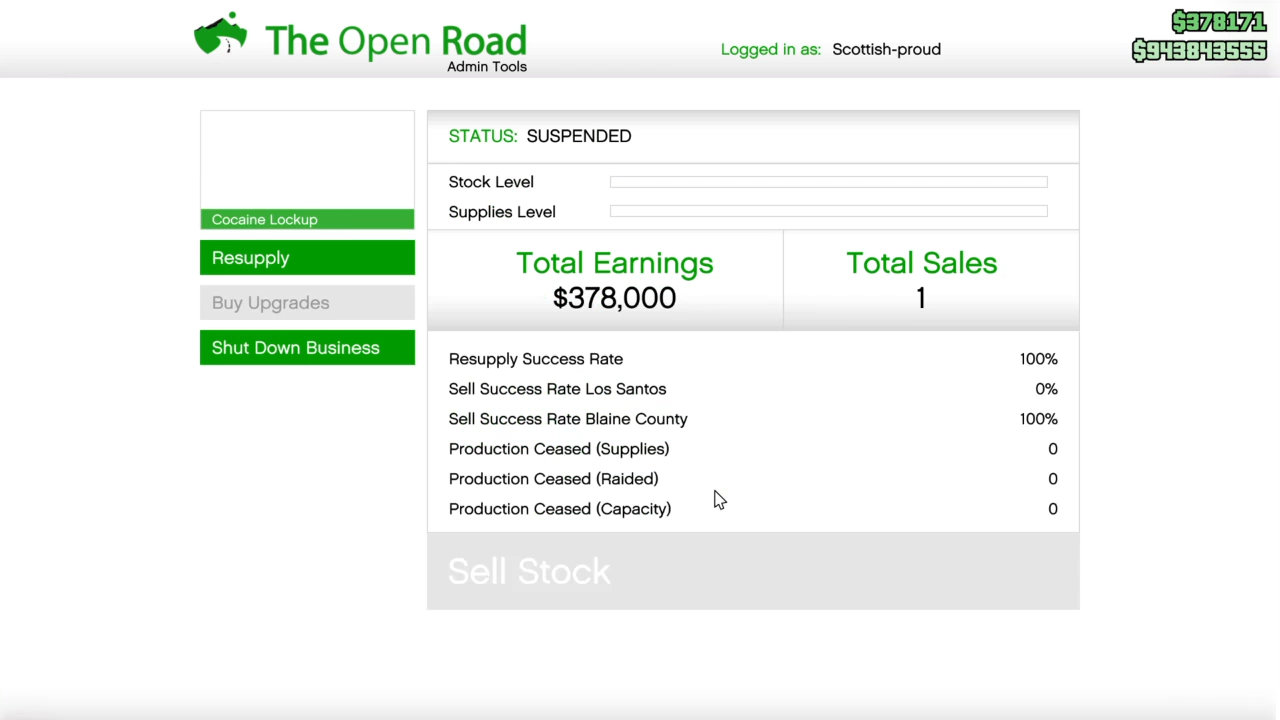 The Open Road
Admin Tools
Logged in as: Scottish-proud
$378171
$943843555
Cocaine Lockup
Resupply
Buy Upgrades
Shut Down Business
STATUS: SUSPENDED
Stock Level
Supplies Level
Total Earnings
$378,000
Total Sales
1
Resupply Success Rate 100%
Sell Success Rate Los Santos 0%
Sell Success Rate Blaine County 100%
Production Ceased (Supplies) 0
Production Ceased (Raided) 0
Production Ceased (Capacity) 0
Sell Stock